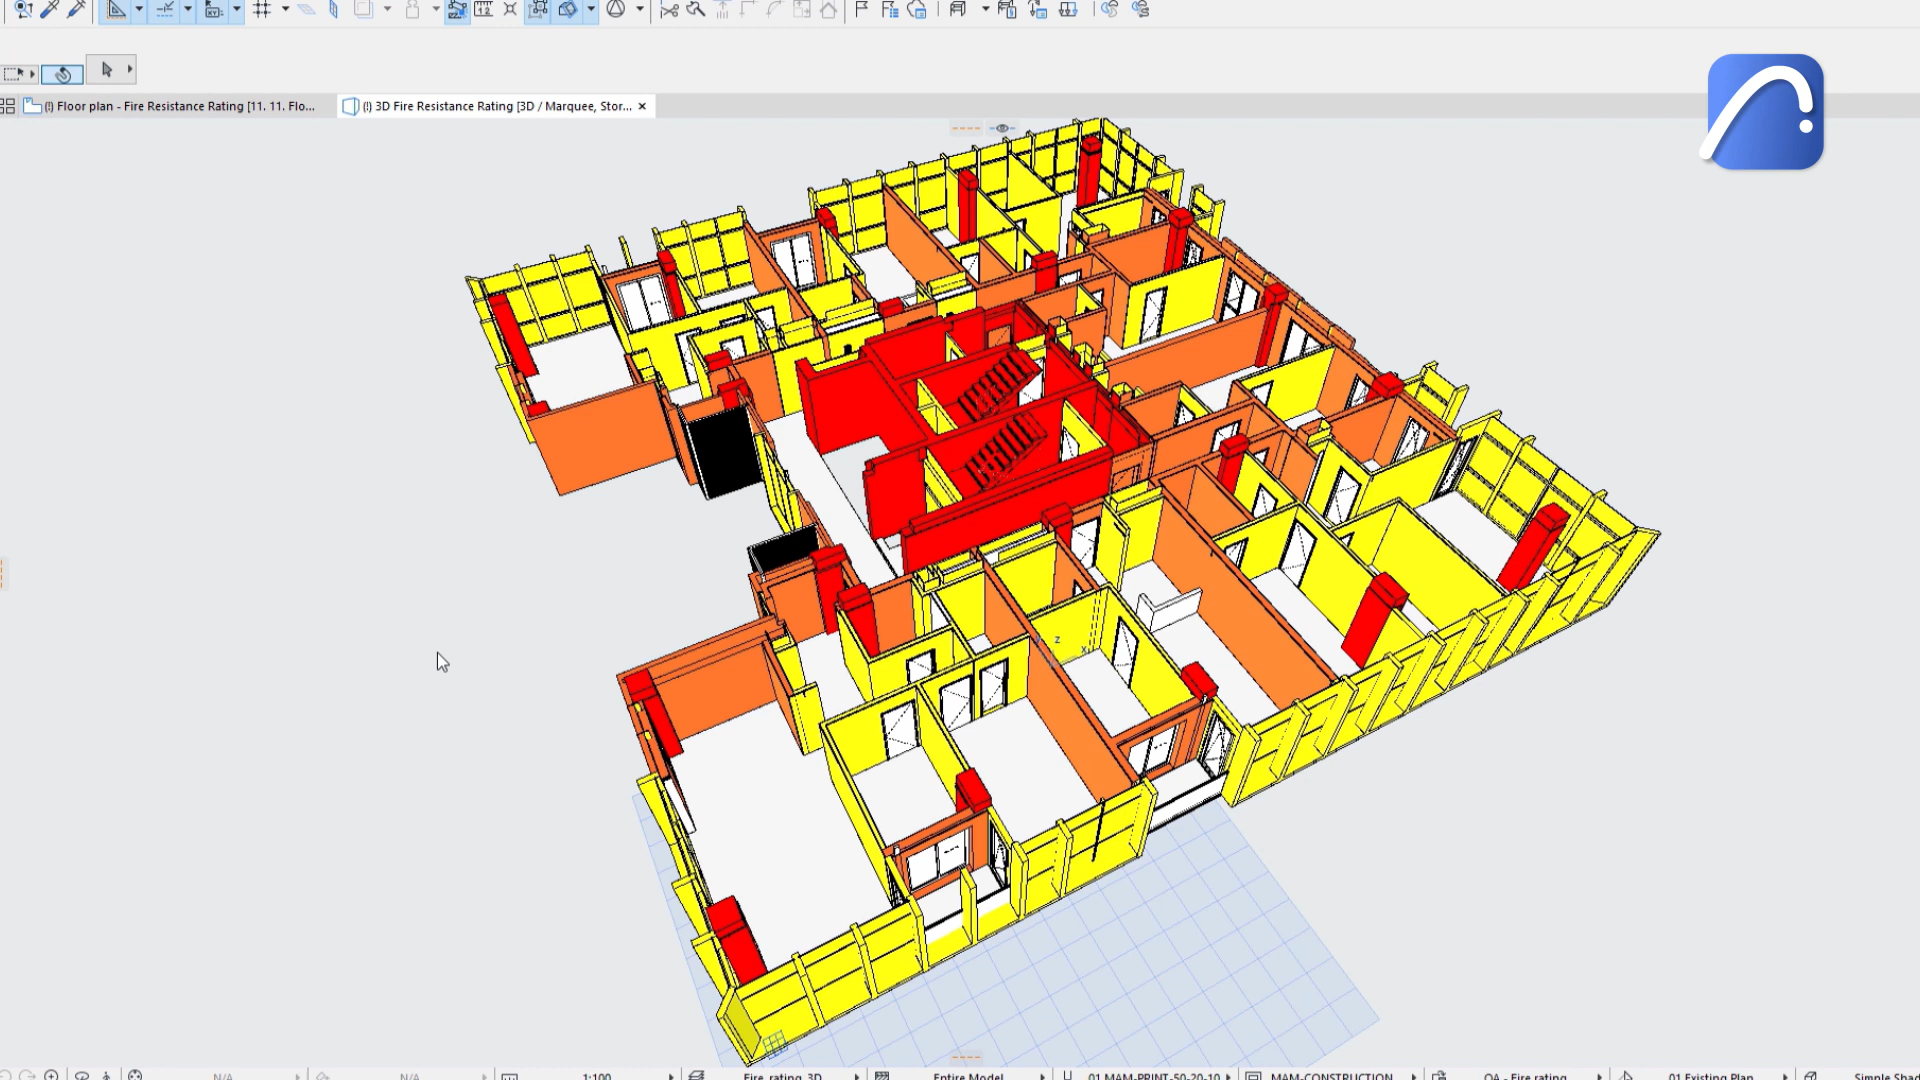 (!) Floor plan - Fire Resistance Rating [11. 11. Flo...
(!) 3D Fire Resistance Rating [3D / Marquee, Stor...
N/A
N/A
1:100
Fire rating 3D
Entire Model
01 MAM-PRINT-50-20-10
MAM-CONSTRUCTION
QA - Fire rating
01 Existing Plan
Simple Shad